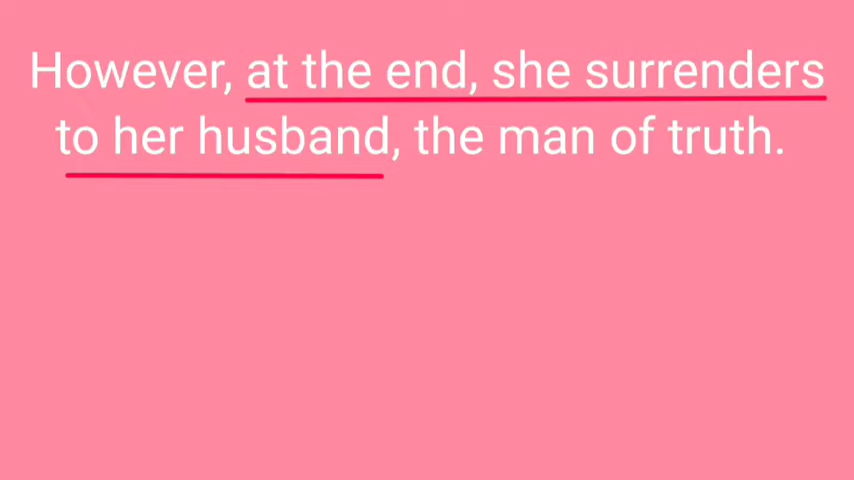 However, at the end, she surrenders
to her husband, the man of truth.